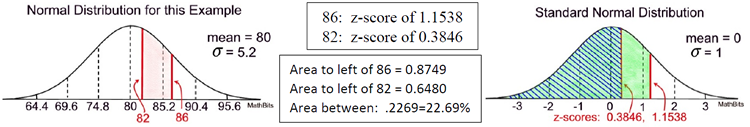 Normal Distribution for this Example
mean = 80
σ = 5.2
64.4 69.6 74.8 80 85.2 90.4 95.6 MathBits
82 86
86: z-score of 1.1538
82: z-score of 0.3846
Area to left of 86 = 0.8749
Area to left of 82 = 0.6480
Area between: .2269=22.69%
Standard Normal Distribution
mean = 0
σ = 1
-3 -2 -1 0 1 2 3 MathBits
z-scores: 0.3846, 1.1538